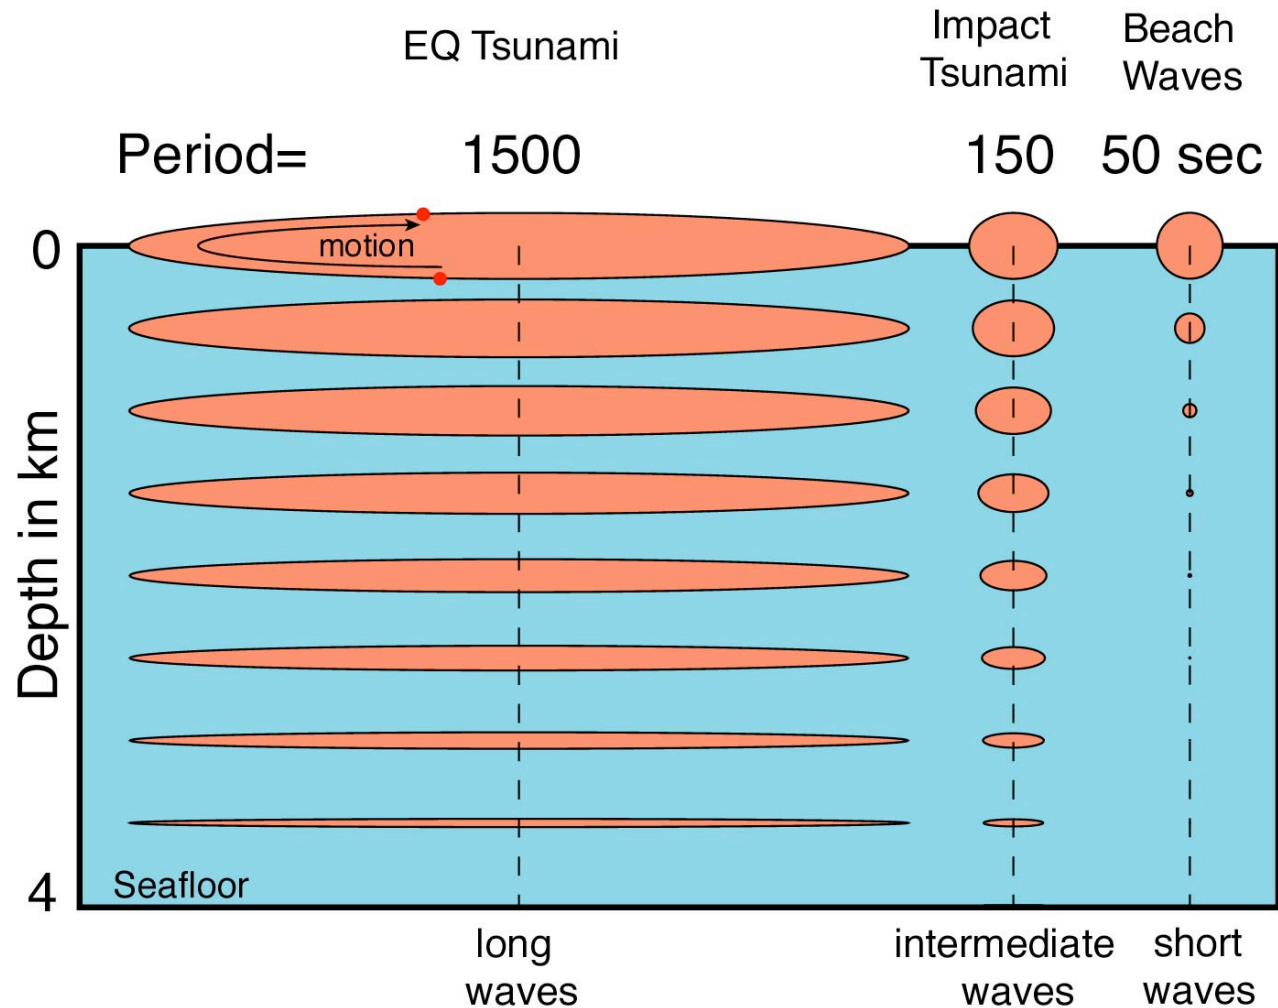 EQ Tsunami
Impact
Tsunami
Beach
Waves
Period= 1500 150 50 sec
0
motion
Depth in km
4
Seafloor
long
waves
intermediate
waves
short
waves